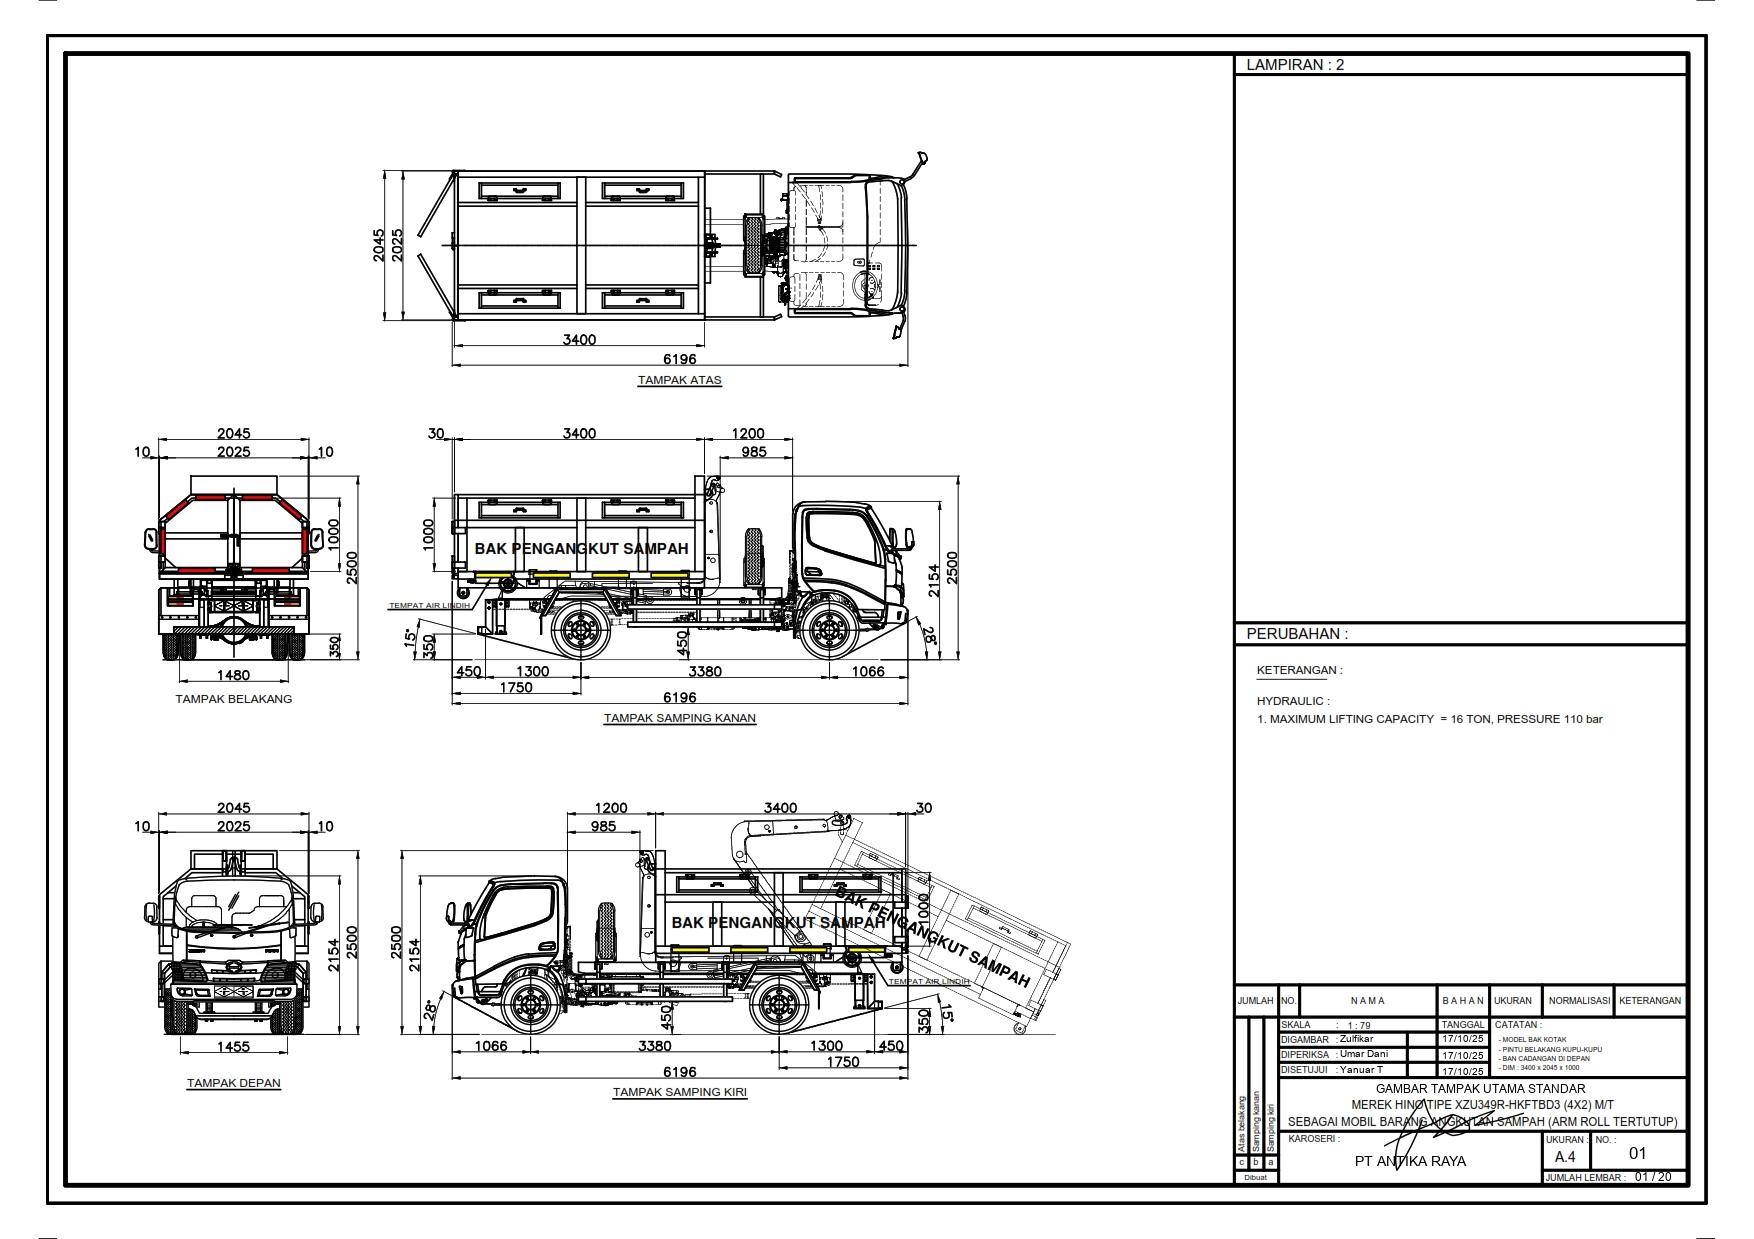 LAMPIRAN : 2
2045
2025
3400
6196
TAMPAK ATAS
2045
10 2025 10
1000
2500
350
1480
TAMPAK BELAKANG
30 3400 1200
985
1000
BAK PENGANGKUT SAMPAH
TEMPAT AIR LINDIH
15°
350
450
28°
2154
2500
450 1300 3380 1066
1750
6196
TAMPAK SAMPING KANAN
2045
10 2025 10
2154
2500
1455
TAMPAK DEPAN
1200 3400 30
985
2500
2154
28°
1000
BAK PENGANGKUT SAMPAH
BAK PENGANGKUT SAMPAH
TEMPAT AIR LINDIH
450
350
15°
1066 3380 1300 450
1750
6196
TAMPAK SAMPING KIRI
PERUBAHAN :
KETERANGAN :
HYDRAULIC :
1. MAXIMUM LIFTING CAPACITY = 16 TON, PRESSURE 110 bar
JUMLAH NO. N A M A B A H A N UKURAN NORMALISASI KETERANGAN
SKALA : 1 : 79 TANGGAL CATATAN :
DIGAMBAR : Zulfikar 17/10/25
DIPERIKSA : Umar Dani 17/10/25
DISETUJUI : Yanuar T 17/10/25
- MODEL BAK KOTAK
- PINTU BELAKANG KUPU-KUPU
- BAN CADANGAN DI DEPAN
- DIM : 3400 x 2045 x 1000
GAMBAR TAMPAK UTAMA STANDAR
MEREK HINO TIPE XZU349R-HKFTBD3 (4X2) M/T
SEBAGAI MOBIL BARANG ANGKUTAN SAMPAH (ARM ROLL TERTUTUP)
Atas belakang
Samping kanan
Samping kiri
c b a
Dibuat
KAROSERI :
PT ANTIKA RAYA
UKURAN : NO. :
A.4 01
JUMLAH LEMBAR : 01 / 20